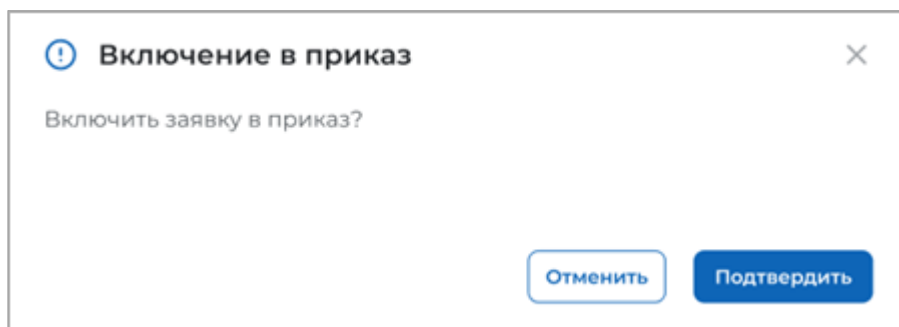 Включение в приказ
Включить заявку в приказ?
Отменить
Подтвердить